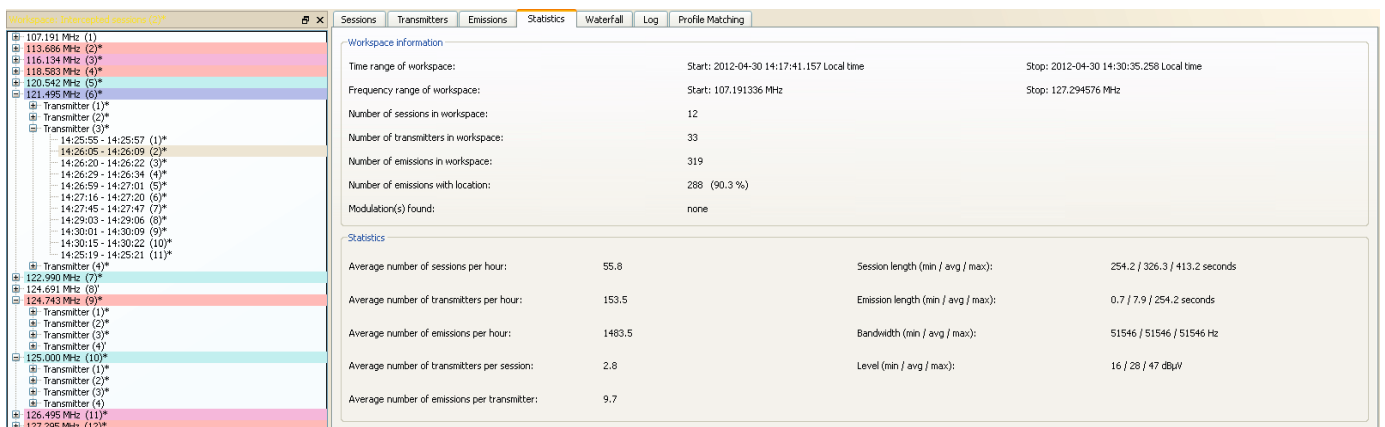 Sessions Transmitters Emissions Statistics Waterfall Log Profile Matching
107.191 MHz (1)
113.686 MHz (2)*
116.134 MHz (3)*
118.583 MHz (4)*
120.542 MHz (5)*
121.495 MHz (6)*
Transmitter (1)*
Transmitter (2)*
Transmitter (3)*
14:25:55 - 14:25:57 (1)*
14:26:05 - 14:26:09 (2)*
14:26:20 - 14:26:22 (3)*
14:26:29 - 14:26:34 (4)*
14:26:59 - 14:27:01 (5)*
14:27:16 - 14:27:20 (6)*
14:27:45 - 14:27:47 (7)*
14:29:03 - 14:29:06 (8)*
14:30:01 - 14:30:09 (9)*
14:30:15 - 14:30:22 (10)*
14:25:19 - 14:25:21 (11)*
Transmitter (4)*
122.990 MHz (7)*
124.691 MHz (8)'
124.743 MHz (9)*
Transmitter (1)*
Transmitter (2)*
Transmitter (3)*
Transmitter (4)'
125.000 MHz (10)*
Transmitter (1)*
Transmitter (2)*
Transmitter (3)*
Transmitter (4)
126.495 MHz (11)*
127.295 MHz (12)*
Workspace information
Time range of workspace: Start: 2012-04-30 14:17:41.157 Local time Stop: 2012-04-30 14:30:35.258 Local time
Frequency range of workspace: Start: 107.191336 MHz Stop: 127.294576 MHz
Number of sessions in workspace: 12
Number of transmitters in workspace: 33
Number of emissions in workspace: 319
Number of emissions with location: 288 (90.3 %)
Modulation(s) found: none
Statistics
Average number of sessions per hour: 55.8 Session length (min / avg / max): 254.2 / 326.3 / 413.2 seconds
Average number of transmitters per hour: 153.5 Emission length (min / avg / max): 0.7 / 7.9 / 254.2 seconds
Average number of emissions per hour: 1483.5 Bandwidth (min / avg / max): 51546 / 51546 / 51546 Hz
Average number of transmitters per session: 2.8 Level (min / avg / max): 16 / 28 / 47 dBµV
Average number of emissions per transmitter: 9.7